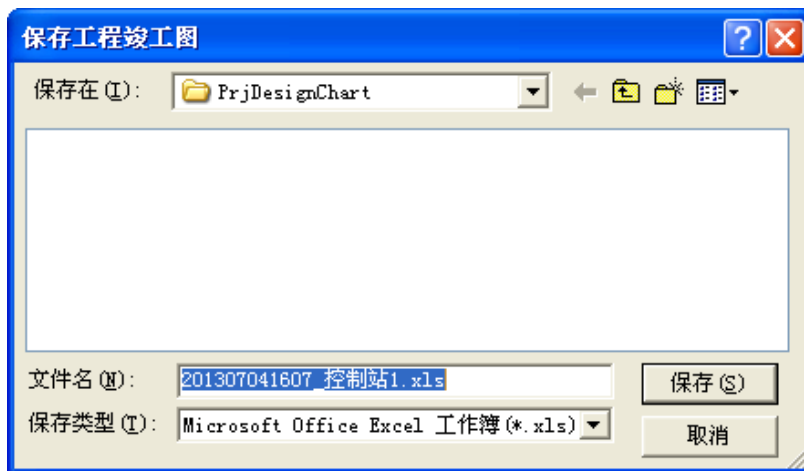 保存工程竣工图
保存在(I): PrjDesignChart
文件名(N): 201307041607_控制站1.xls 保存(S)
保存类型(T): Microsoft Office Excel 工作簿(*.xls) 取消